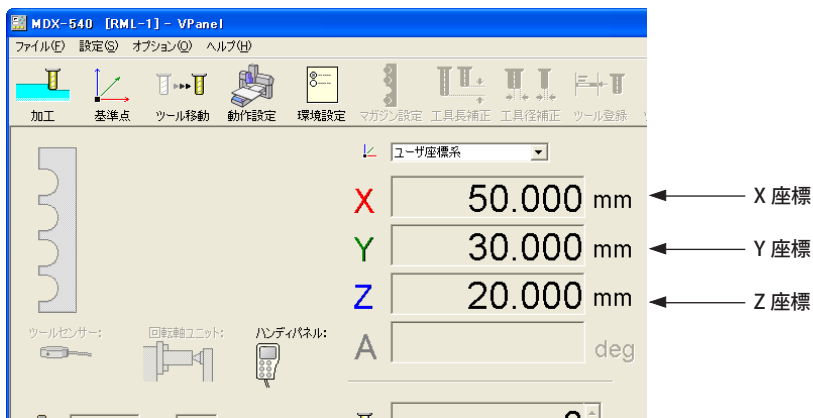 MDX-540 [RML-1] - VPanel
ファイル(F) 設定(S) オプション(O) ヘルプ(H)
加工 基準点 ツール移動 動作設定 環境設定 マガジン設定 工具長補正 工具径補正 ツール登録
ユーザ座標系
X 50.000 mm X 座標
Y 30.000 mm Y 座標
Z 20.000 mm Z 座標
ツールセンサー: 回転軸ユニット: ハンディパネル:
A deg